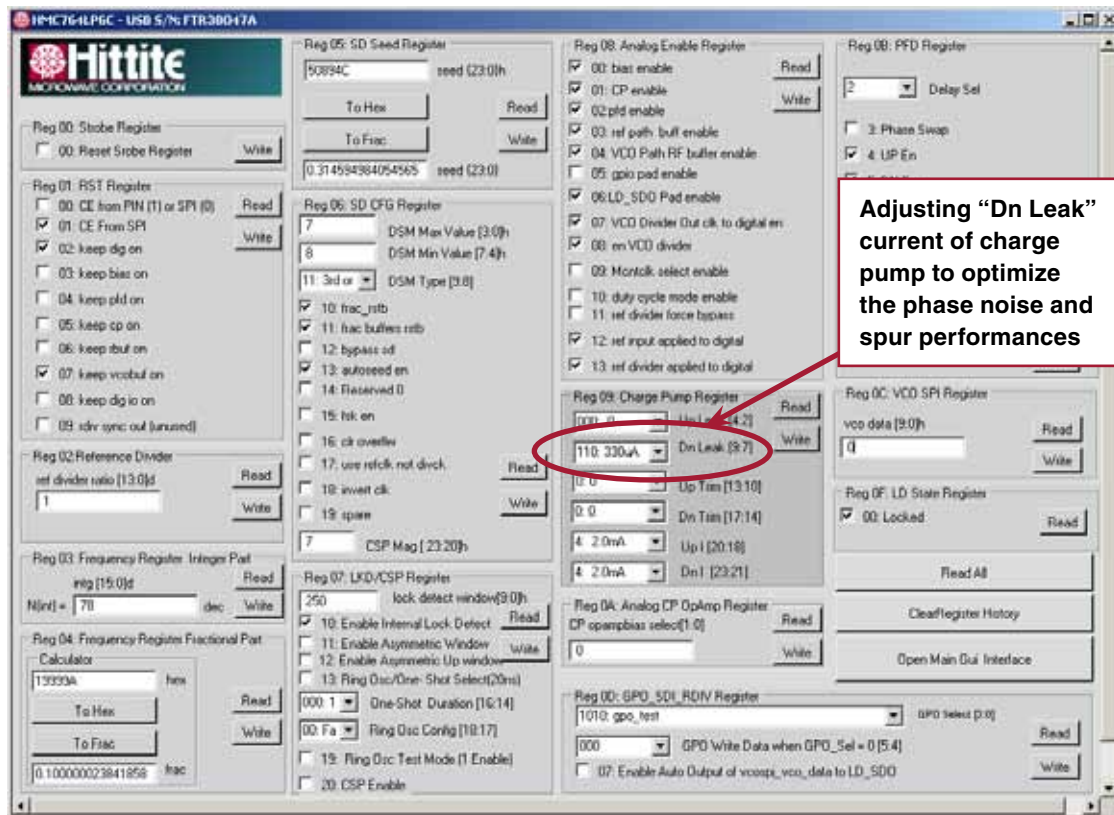 HMC764LP6C - USB S/N: FTR30047A
Hittite
MICROWAVE CORPORATION
Reg 00: Strobe Register
00: Reset Srobe Register
Write
Reg 01: RST Register
00: CE from PIN (1) or SPI (0)
Read
01: CE From SPI
Write
02: keep dig on
03: keep bias on
04: keep pfd on
05: keep cp on
06: keep rbuf on
07: keep vcobuf on
08: keep dig io on
09: rdiv sync out (unused)
Reg 02:Reference Divider
ref divider ratio [13:0]d
Read
1
Write
Reg 03: Frequency Register Integer Part
intg [15:0]d
Read
N(int) = 78 dec
Write
Reg 04: Frequency Register Fractional Part
Calculator
19999A hex
To Hex
Read
To Frac
Write
0.100000023841858 frac
Reg 05: SD Seed Register
50894C seed (23:0)h
To Hex
Read
To Frac
Write
0.314594984054565 seed (23:0)
Reg 06: SD CFG Register
7 DSM Max Value [3:0]h
8 DSM Min Value [7:4]h
11: 3rd or DSM Type [9:8]
10: frac_rstb
11: frac buffers rstb
12: bypass sd
13: autoseed en
14: Reserved 0
15: fsk en
16: clr overflw
17: use refclk not divck
Read
18: invert clk
Write
19: spare
7 CSP Mag [ 23:20]h
Reg 07: LKD/CSP Register
250 lock detect window[9:0]h
10: Enable Internal Lock Detect
Read
11: Enable Asymmetric Window
Write
12: Enable Asymmetric Up window
13: Ring Osc/One- Shot Select(20ns)
000: 1 One-Shot Duration [16:14]
00: Fa Ring Osc Config [18:17]
19: Ring Osc Test Mode (1 Enable)
20: CSP Enable
Reg 08: Analog Enable Register
00: bias enable
Read
01: CP enable
Write
02:pfd enable
03: ref path buff enable
04: VCO Path RF buffer enable
05: gpio pad enable
06:LD_SDO Pad enable
07: VCO Divider Out clk to digital en
08: en VCO divider
09: Montclk select enable
10: duty cycle mode enable
11: ref divider force bypass
12: ref input applied to digital
13: ref divider applied to digital
Reg 09: Charge Pump Register
Read
110: 330uA Dn Leak [9:7]
Write
0: 0 Up Trim [13:10]
0: 0 Dn Trim [17:14]
4: 2.0mA Up I [20:18]
4: 2.0mA Dn I [23:21]
Reg 0A: Analog CP OpAmp Register
CP opampbias select[1:0]
Read
0
Write
Reg 0B: PFD Register
2 Delay Sel
3: Phase Swap
4: UP En
Adjusting “Dn Leak”
current of charge
pump to optimize
the phase noise and
spur performances
Reg 0C: VCO SPI Register
vco data [9:0]h
Read
0
Write
Reg 0F: LD State Register
00: Locked
Read
Read All
ClearRegister History
Open Main Gui Interface
Reg 0D: GPO_SDI_RDIV Register
1010: gpo_test GPO Select [3:0]
Read
000 GPO Write Data when GPO_Sel = 0 [5:4]
07: Enable Auto Output of vcospi_vco_data to LD_SDO
Write